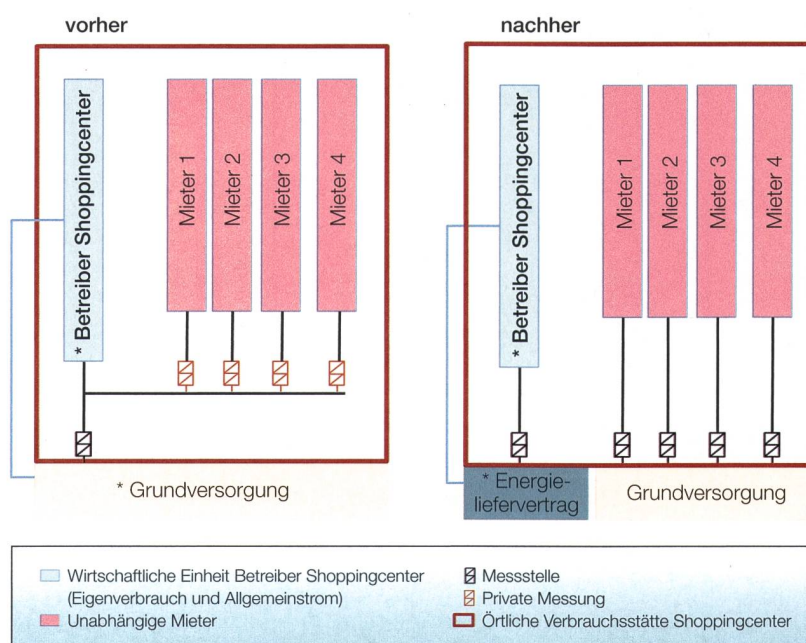 vorher
* Betreiber Shoppingcenter
Mieter 1
Mieter 2
Mieter 3
Mieter 4
* Grundversorgung
nachher
* Betreiber Shoppingcenter
Mieter 1
Mieter 2
Mieter 3
Mieter 4
* Energie-
liefervertrag
Grundversorgung
Wirtschaftliche Einheit Betreiber Shoppingcenter
(Eigenverbrauch und Allgemeinstrom)
Unabhängige Mieter
Messstelle
Private Messung
Örtliche Verbrauchsstätte Shoppingcenter